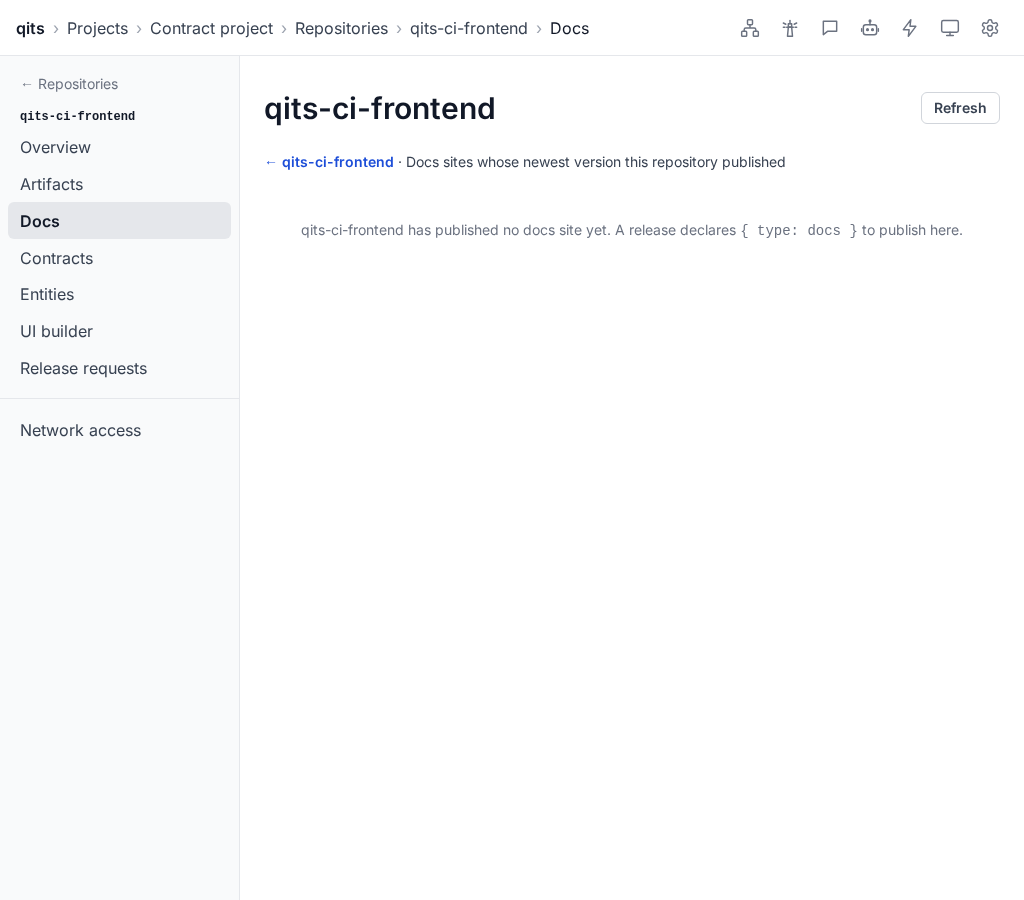 qits › Projects › Contract project › Repositories › qits-ci-frontend › Docs
← Repositories
qits-ci-frontend
Overview
Artifacts
Docs
Contracts
Entities
UI builder
Release requests
Network access
qits-ci-frontend
Refresh
← qits-ci-frontend · Docs sites whose newest version this repository published
qits-ci-frontend has published no docs site yet. A release declares { type: docs } to publish here.